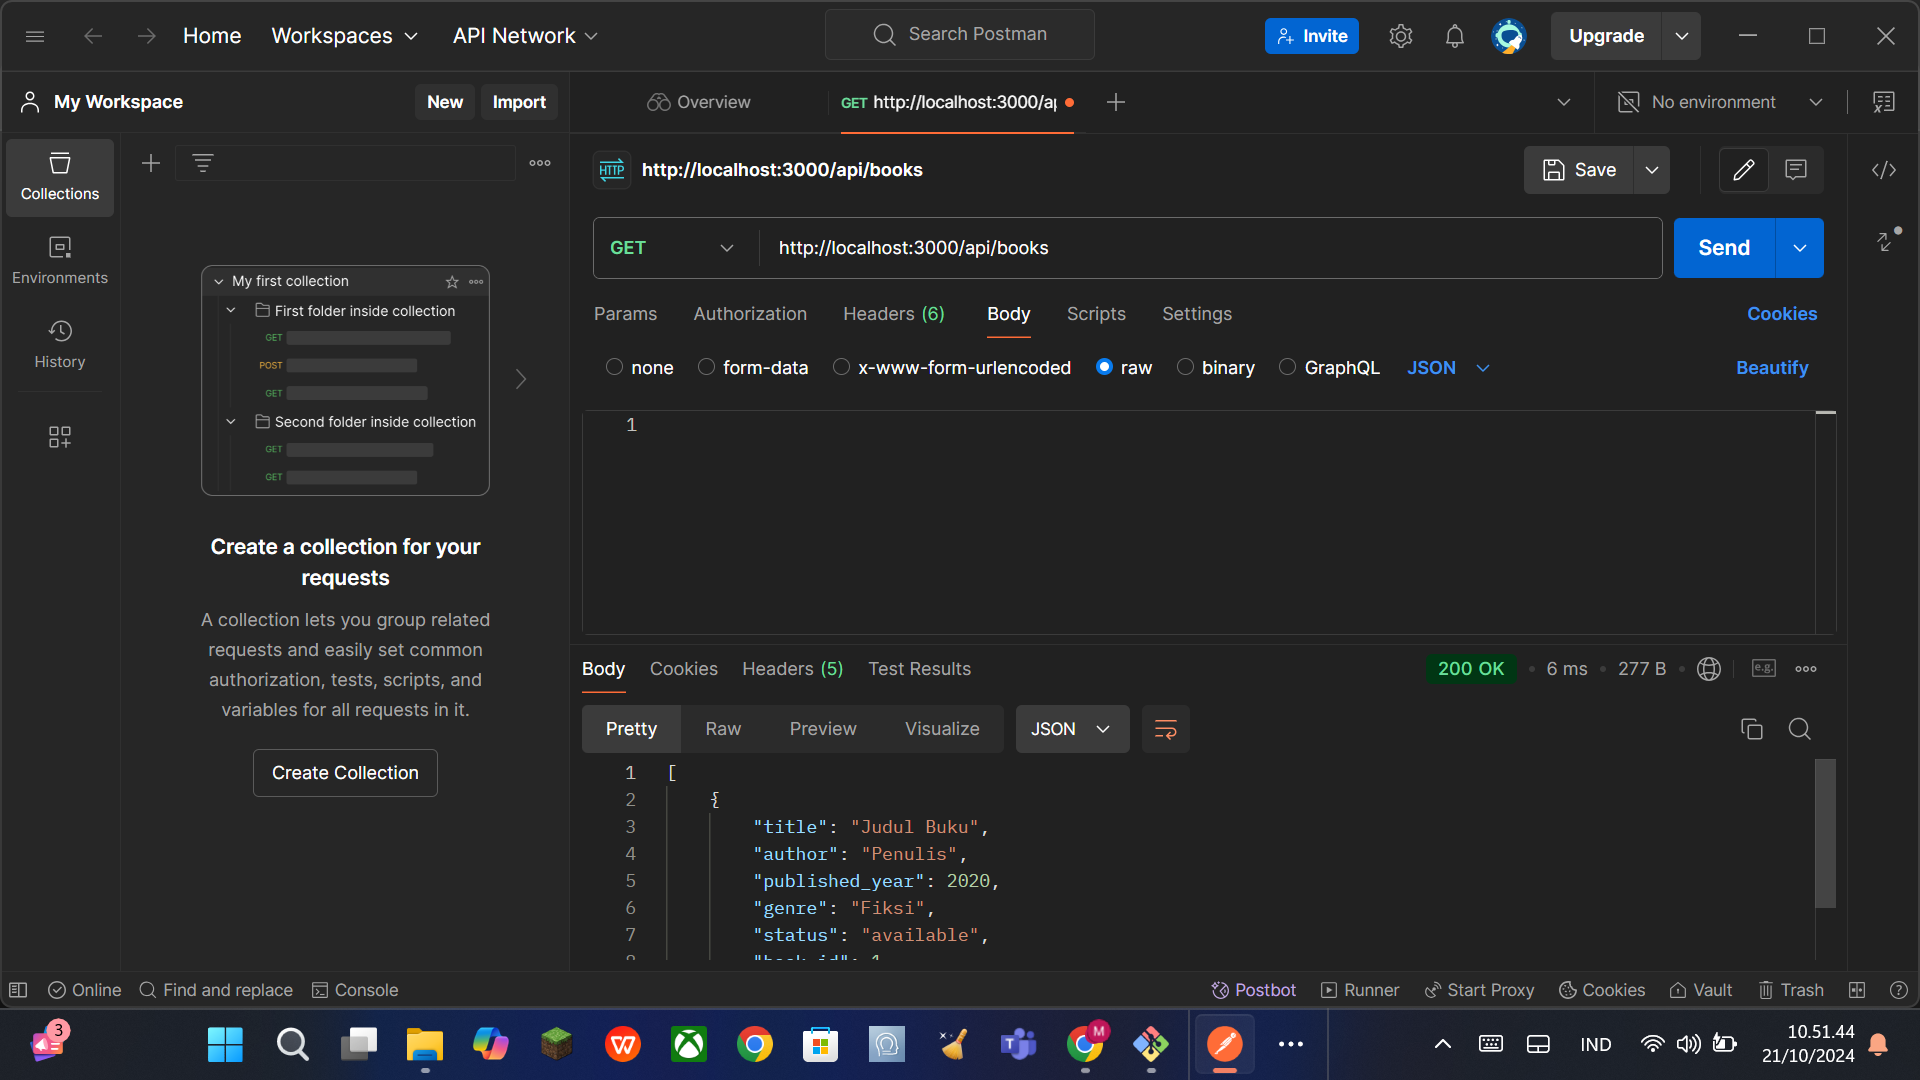 Home
Workspaces
API Network
Search Postman
Invite
Upgrade
My Workspace
New
Import
Overview
GET http://localhost:3000/a
No environment
Collections
Environments
History
My first collection
First folder inside collection
GET
POST
GET
Second folder inside collection
GET
GET
Create a collection for your
requests
A collection lets you group related
requests and easily set common
authorization, tests, scripts, and
variables for all requests in it.
Create Collection
HTTP
http://localhost:3000/api/books
Save
GET
http://localhost:3000/api/books
Send
Params
Authorization
Headers (6)
Body
Scripts
Settings
Cookies
none
form-data
x-www-form-urlencoded
raw
binary
GraphQL
JSON
Beautify
1
Body
Cookies
Headers (5)
Test Results
200 OK
6 ms
277 B
e.g.
Pretty
Raw
Preview
Visualize
JSON
1 [
2 {
3 "title": "Judul Buku",
4 "author": "Penulis",
5 "published_year": 2020,
6 "genre": "Fiksi",
7 "status": "available",
8 "book_id": 1
Online
Find and replace
Console
Postbot
Runner
Start Proxy
Cookies
Vault
Trash
3
M
IND
10.51.44
21/10/2024